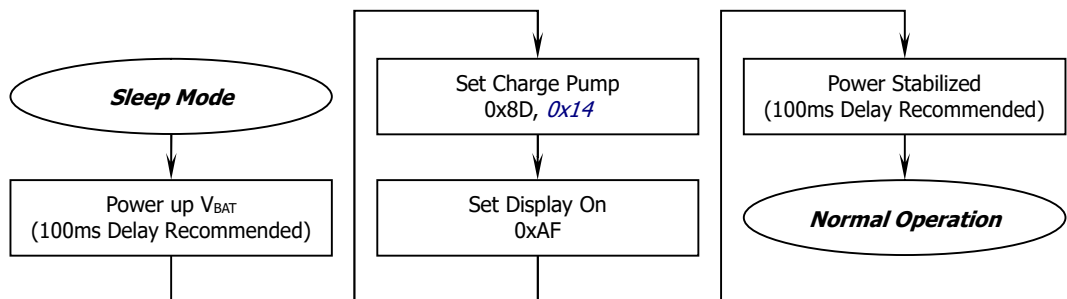 Sleep Mode
Power up VBAT
(100ms Delay Recommended)
Set Charge Pump
0x8D, 0x14
Set Display On
0xAF
Power Stabilized
(100ms Delay Recommended)
Normal Operation